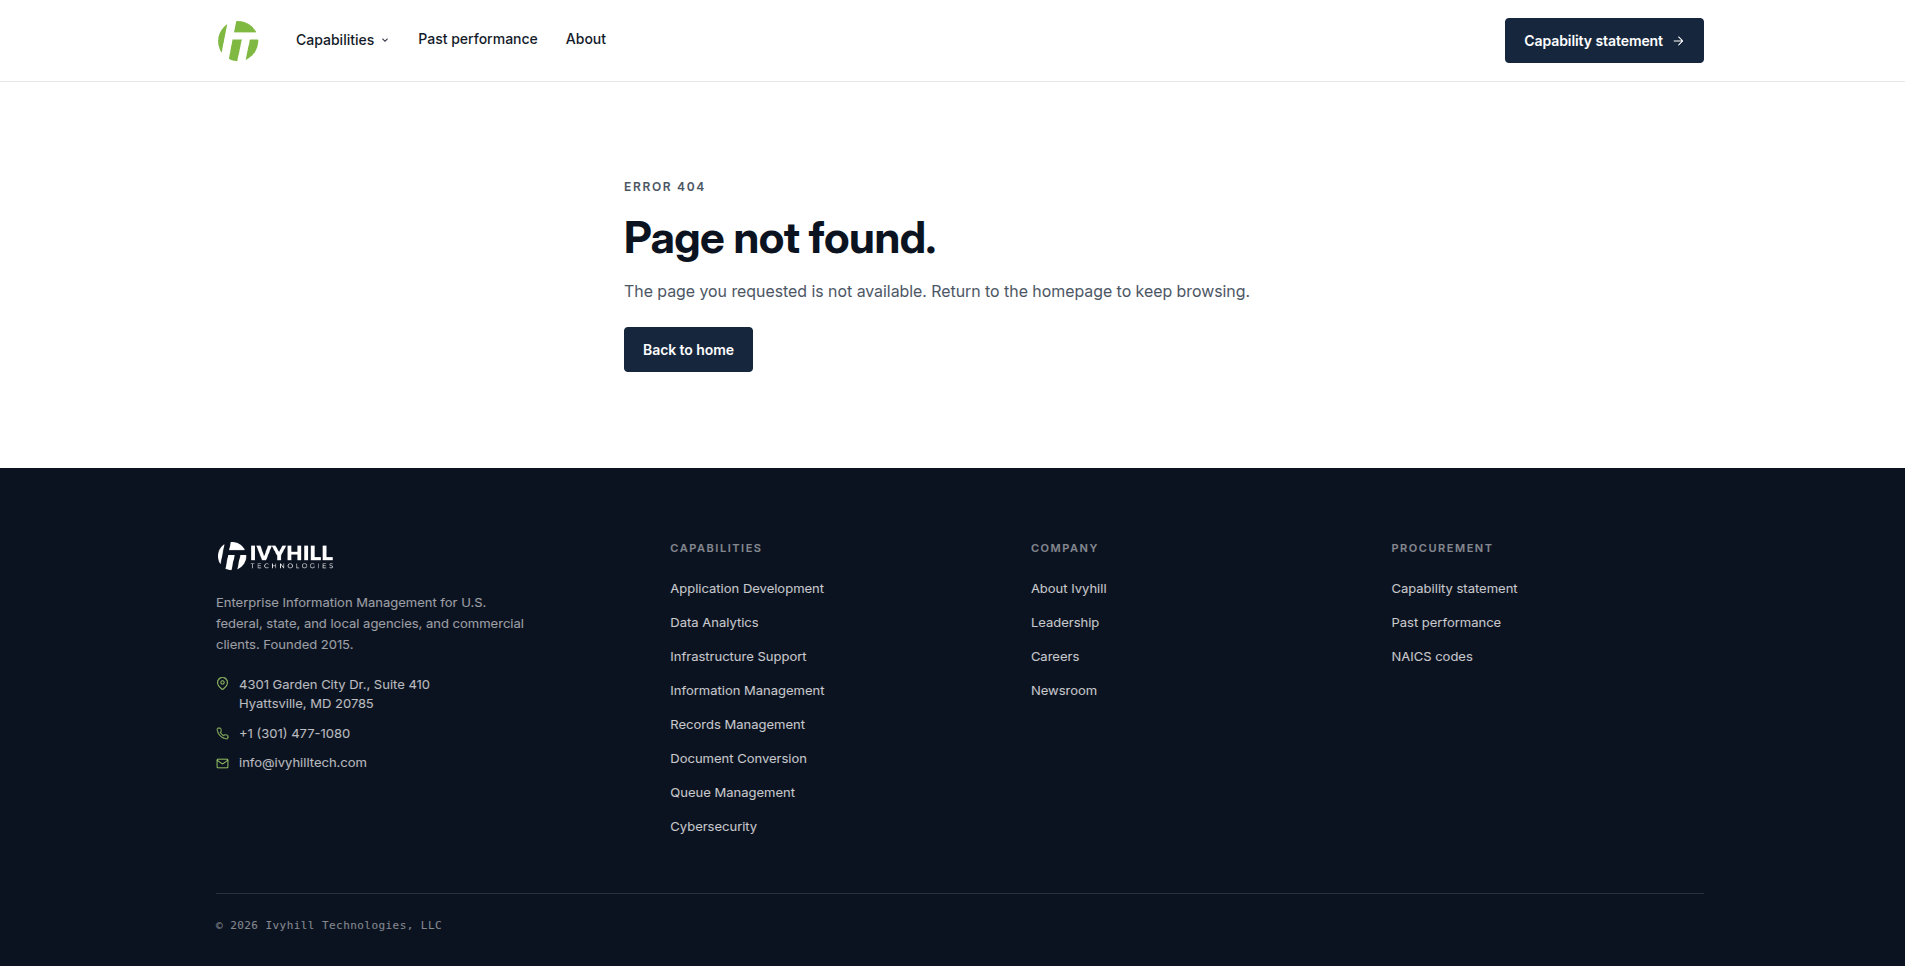 Capabilities
Past performance
About
Capability statement
ERROR 404
Page not found.
The page you requested is not available. Return to the homepage to keep browsing.
Back to home
IVYHILL
TECHNOLOGIES
Enterprise Information Management for U.S.
federal, state, and local agencies, and commercial
clients. Founded 2015.
4301 Garden City Dr., Suite 410
Hyattsville, MD 20785
+1 (301) 477-1080
info@ivyhilltech.com
CAPABILITIES
Application Development
Data Analytics
Infrastructure Support
Information Management
Records Management
Document Conversion
Queue Management
Cybersecurity
COMPANY
About Ivyhill
Leadership
Careers
Newsroom
PROCUREMENT
Capability statement
Past performance
NAICS codes
© 2026 Ivyhill Technologies, LLC